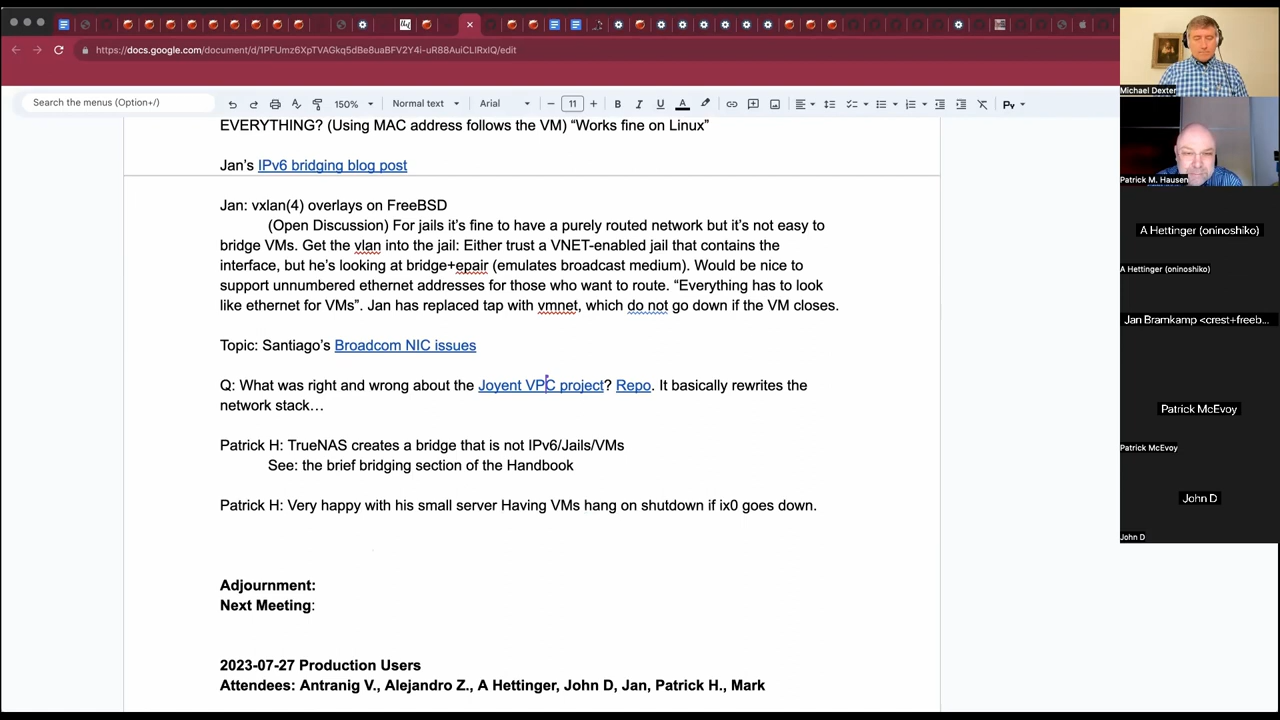 https://docs.google.com/document/d/1PFUmz6XpTVAGkq5dBe8uaBFV2Y4i-uR88AuiCLlRxIQ/edit
Search the menus (Option+/)
150%
Normal text
Arial
11
B I U A
EVERYTHING? (Using MAC address follows the VM) “Works fine on Linux”
Jan’s IPv6 bridging blog post
Jan: vxlan(4) overlays on FreeBSD
(Open Discussion) For jails it’s fine to have a purely routed network but it’s not easy to
bridge VMs. Get the vlan into the jail: Either trust a VNET-enabled jail that contains the
interface, but he’s looking at bridge+epair (emulates broadcast medium). Would be nice to
support unnumbered ethernet addresses for those who want to route. “Everything has to look
like ethernet for VMs”. Jan has replaced tap with vmnet, which do not go down if the VM closes.
Topic: Santiago’s Broadcom NIC issues
Q: What was right and wrong about the Joyent VPC project? Repo. It basically rewrites the
network stack…
Patrick H: TrueNAS creates a bridge that is not IPv6/Jails/VMs
See: the brief bridging section of the Handbook
Patrick H: Very happy with his small server Having VMs hang on shutdown if ix0 goes down.
Adjournment:
Next Meeting:
2023-07-27 Production Users
Attendees: Antranig V., Alejandro Z., A Hettinger, John D, Jan, Patrick H., Mark
Michael Dexter
Patrick M. Hausen
A Hettinger (oninoshiko)
A Hettinger (oninoshiko)
Jan Bramkamp <crest+freeb...
Patrick McEvoy
Patrick McEvoy
John D
John D